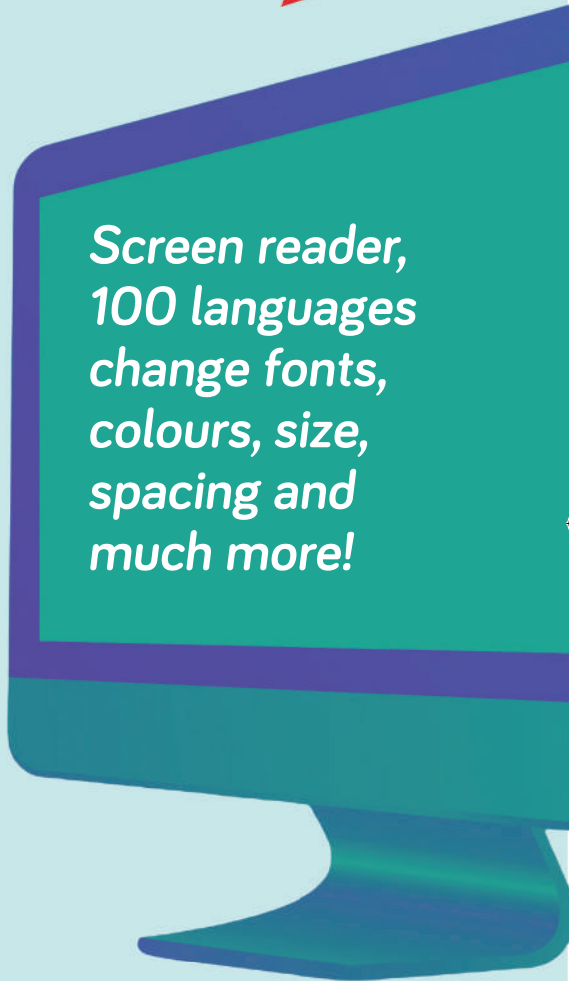 Screen reader,
100 languages
change fonts,
colours, size,
spacing and
much more!